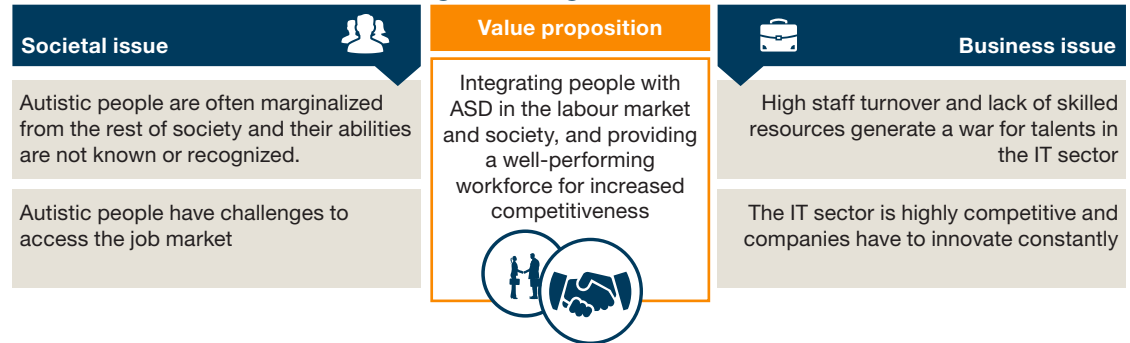 Societal issue
Autistic people are often marginalized
from the rest of society and their abilities
are not known or recognized.
Autistic people have challenges to
access the job market
Value proposition
Integrating people with
ASD in the labour market
and society, and providing
a well-performing
workforce for increased
competitiveness
Business issue
High staff turnover and lack of skilled
resources generate a war for talents in
the IT sector
The IT sector is highly competitive and
companies have to innovate constantly